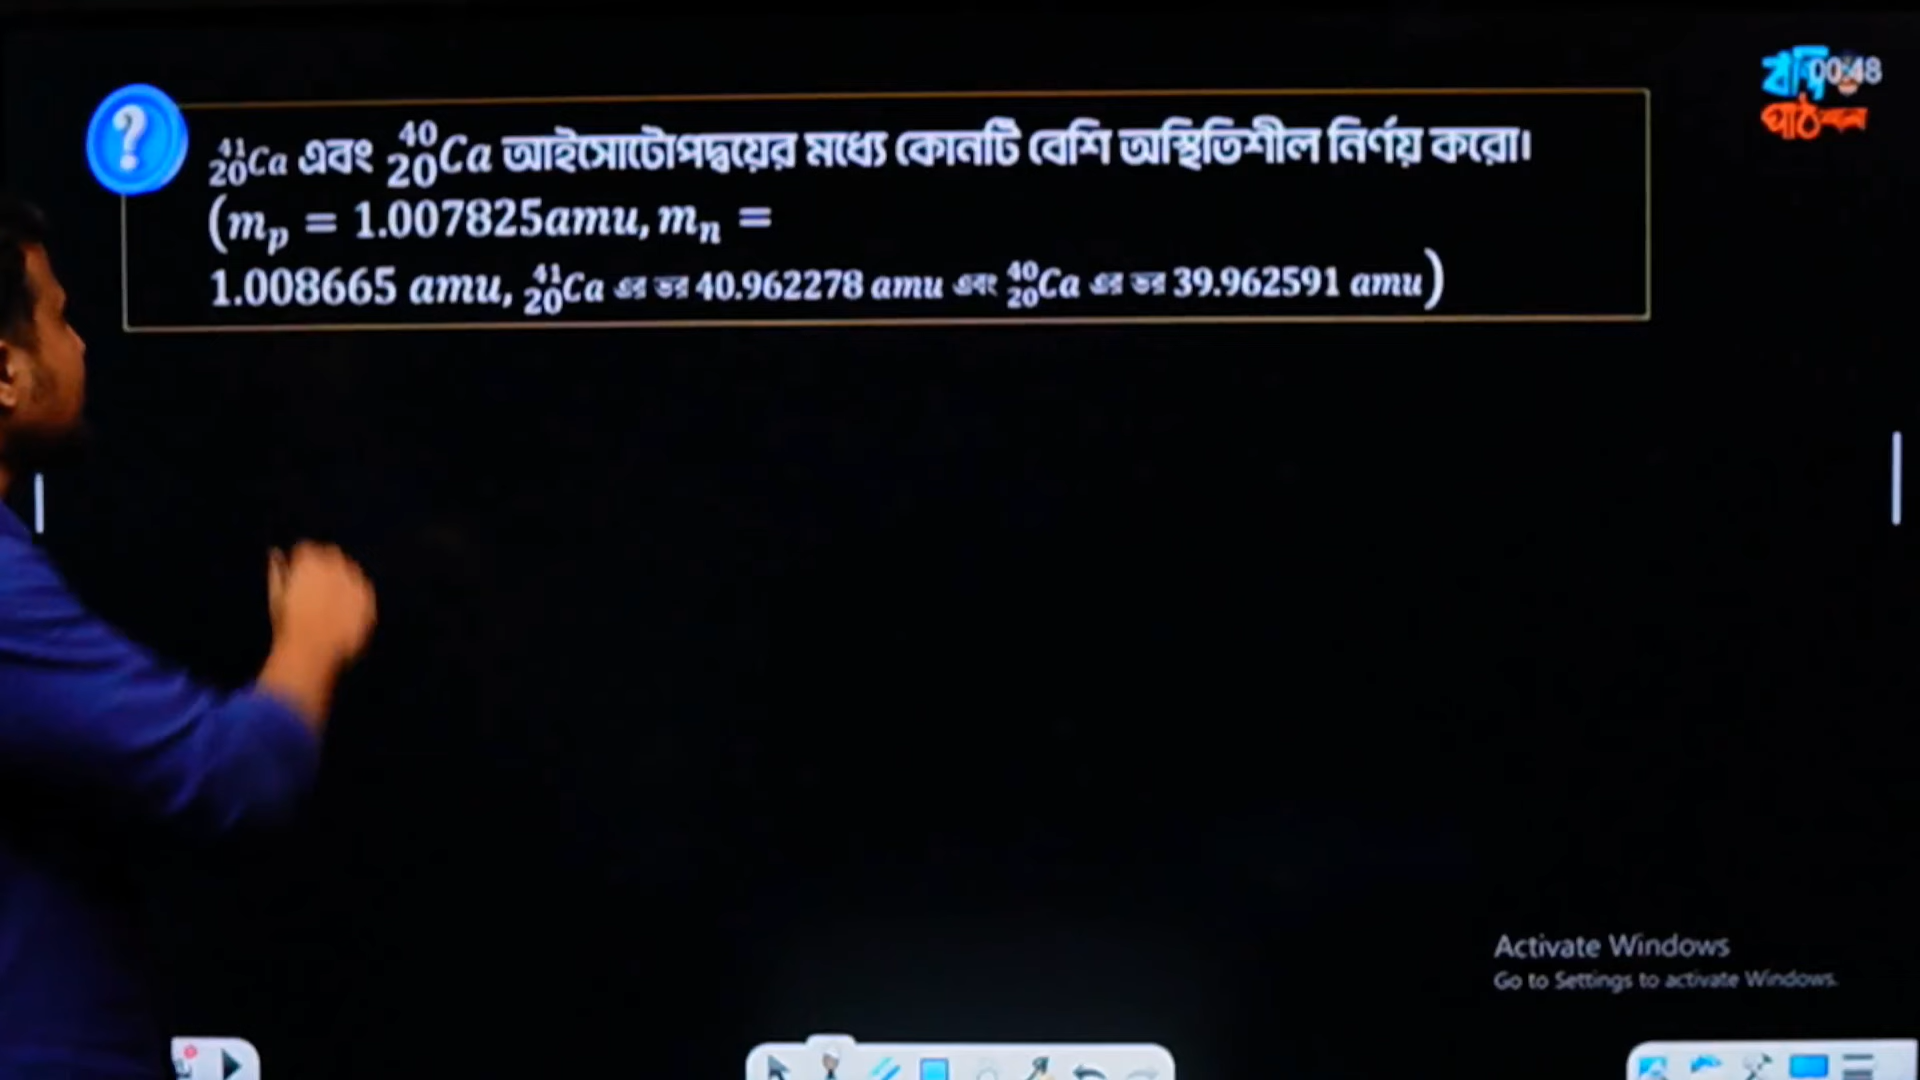 00:48
?
⁴¹₂₀Ca এবং ⁴⁰₂₀Ca আইসোটোপদ্বয়ের মধ্যে কোনটি বেশি অস্থিতিশীল নির্ণয় করো।
(mₚ = 1.007825amu, mₙ =
1.008665 amu, ⁴¹₂₀Ca এর ভর 40.962278 amu এবং ⁴⁰₂₀Ca এর ভর 39.962591 amu)
Activate Windows
Go to Settings to activate Windows.